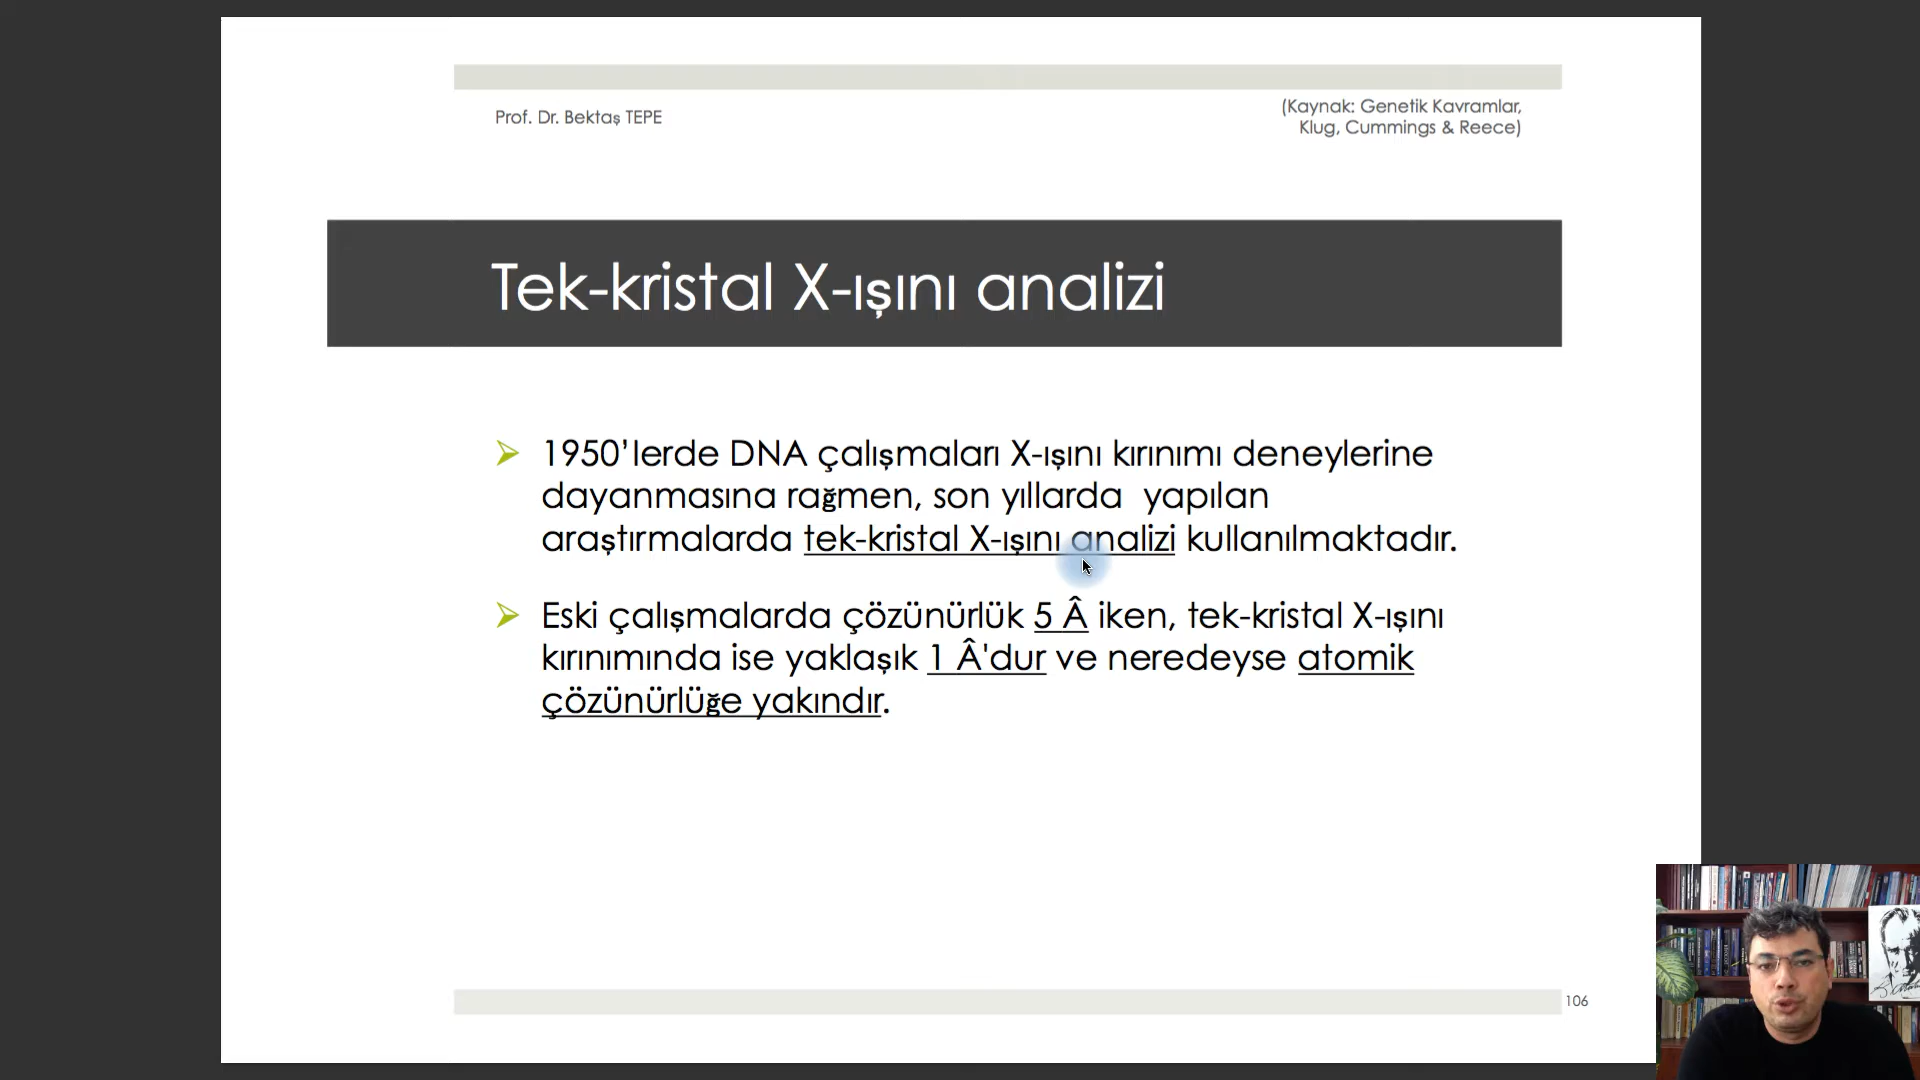 Prof. Dr. Bektaş TEPE
(Kaynak: Genetik Kavramlar,
Klug, Cummings & Reece)
Tek-kristal X-ışını analizi
1950’lerde DNA çalışmaları X-ışını kırınımı deneylerine
dayanmasına rağmen, son yıllarda yapılan
araştırmalarda tek-kristal X-ışını analizi kullanılmaktadır.
Eski çalışmalarda çözünürlük 5 Â iken, tek-kristal X-ışını
kırınımında ise yaklaşık 1 Â'dur ve neredeyse atomik
çözünürlüğe yakındır.
106